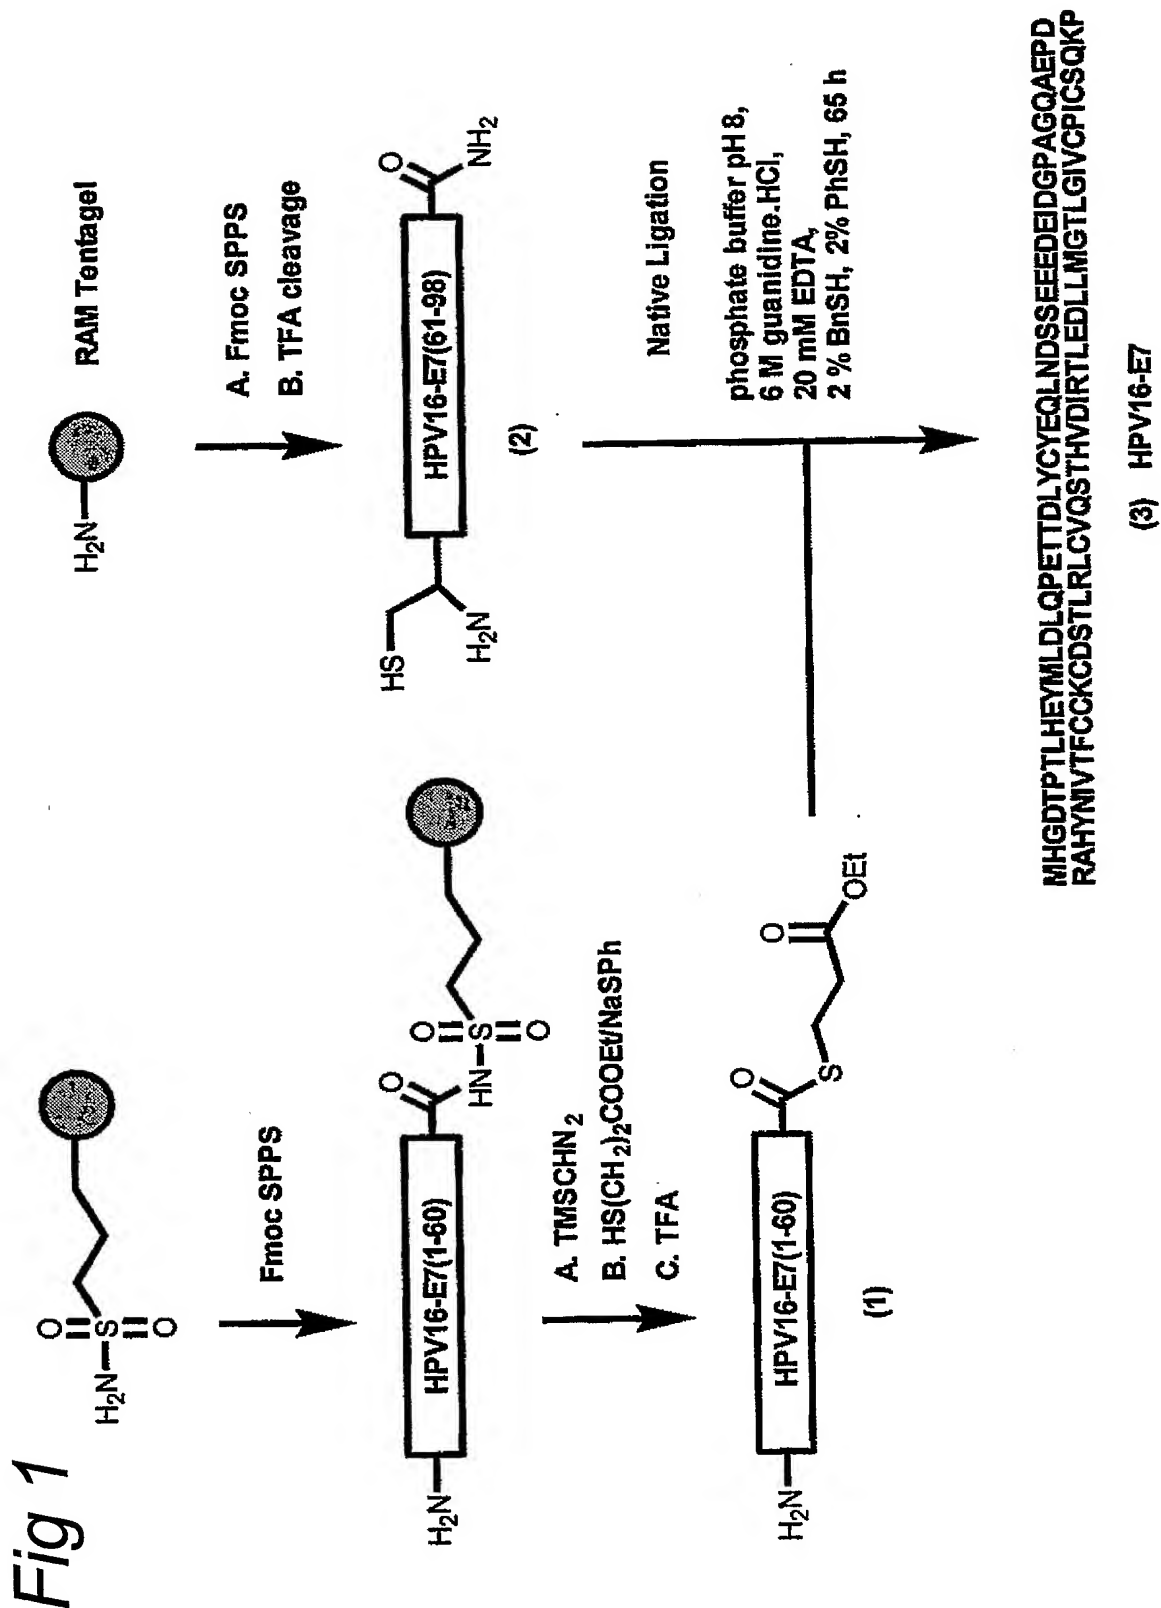 Fig 1
H₂N
O
S
O
Fmoc SPPS
H₂N
HPV16-E7(1-60)
O
HN
O
S
O
A. TMSCHN₂
B. HS(CH₂)₂COOEt/NaSPh
C. TFA
H₂N
HPV16-E7(1-60)
O
S
O
OEt
(1)
H₂N
RAM Tentagel
A. Fmoc SPPS
B. TFA cleavage
HS
H₂N
HPV16-E7(61-98)
O
NH₂
(2)
Native Ligation
phosphate buffer pH 8,
6 M guanidine.HCl,
20 mM EDTA,
2 % BnSH, 2% PhSH, 65 h
MHGDTPTLHEYMLDLQPETTDLYCYEQLNDSSEEEDEIDGPAGQAEPD
RAHYNIVTFCCKCDSTLRLCVQSTHVDIRTLEDLLMGTLGIVCPICSQKP
(3) HPV16-E7